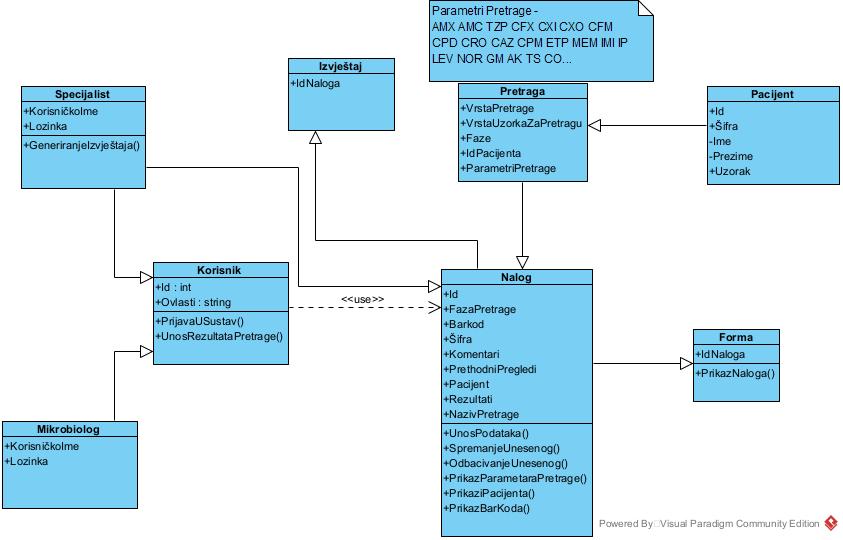 Parametri Pretrage -
AMX AMC TZP CFX CXI CXO CFM
CPD CRO CAZ CPM ETP MEM IMI IP
LEV NOR GM AK TS CO...
Izvještaj
+IdNaloga
Specijalist
+KorisničkoIme
+Lozinka
+GeneriranjeIzvještaja()
Pretraga
+VrstaPretrage
+VrstaUzorkaZaPretragu
+Faze
+IdPacijenta
+ParametriPretrage
Pacijent
+Id
+Šifra
-Ime
-Prezime
+Uzorak
Korisnik
+Id : int
+Ovlasti : string
+PrijavaUSustav()
+UnosRezultataPretrage()
<<use>>
Nalog
+Id
+FazaPretrage
+Barkod
+Šifra
+Komentari
+PrethodniPregledi
+Pacijent
+Rezultati
+NazivPretrage
+UnosPodataka()
+SpremanjeUnesenog()
+OdbacivanjeUnesenog()
+PrikazParametaraPretrage()
+PrikaziPacijenta()
+PrikazBarKoda()
Forma
+IdNaloga
+PrikazNaloga()
Mikrobiolog
+KorisničkoIme
+Lozinka
Powered By Visual Paradigm Community Edition